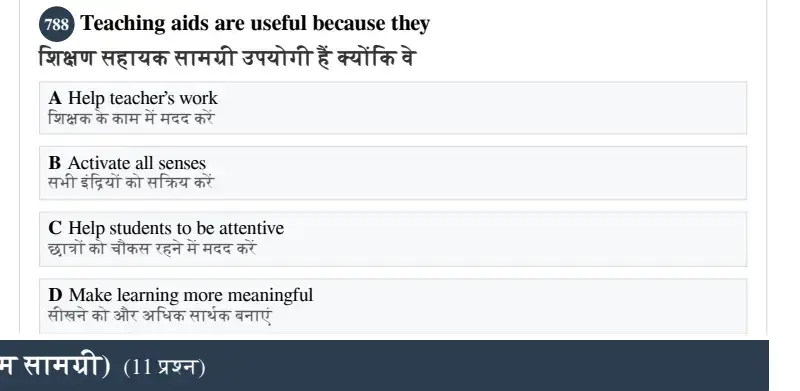 788 Teaching aids are useful because they
शिक्षण सहायक सामग्री उपयोगी हैं क्योंकि वे
A Help teacher's work
शिक्षक के काम में मदद करें
B Activate all senses
सभी इंद्रियों को सक्रिय करें
C Help students to be attentive
छात्रों को चौकस रहने में मदद करें
D Make learning more meaningful
सीखने को और अधिक सार्थक बनाएं
म सामग्री) (11 प्रश्न)